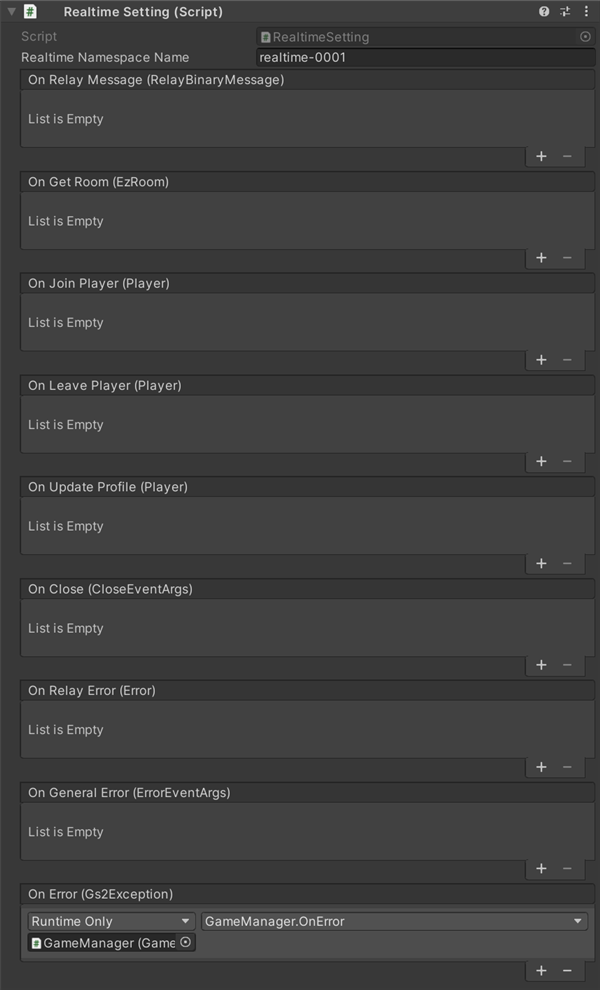 Realtime Setting (Script)
Script RealtimeSetting
Realtime Namespace Name realtime-0001
On Relay Message (RelayBinaryMessage)
List is Empty
On Get Room (EzRoom)
List is Empty
On Join Player (Player)
List is Empty
On Leave Player (Player)
List is Empty
On Update Profile (Player)
List is Empty
On Close (CloseEventArgs)
List is Empty
On Relay Error (Error)
List is Empty
On General Error (ErrorEventArgs)
List is Empty
On Error (Gs2Exception)
Runtime Only GameManager.OnError
GameManager (Game